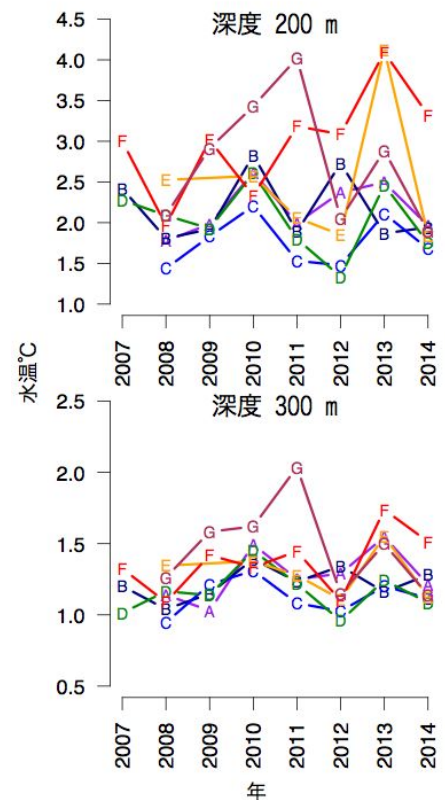 深度 200 m
4.5
4.0
3.5
3.0
2.5
2.0
1.5
1.0
F F F F F F F F
B B B B B B B B
D D D D D D D D
G G G G G G G
E E E E E E
A A A A A A A
C C C C C C C
2007 2008 2009 2010 2011 2012 2013 2014
水温℃
深度 300 m
2.5
2.0
1.5
1.0
0.5
F F F F F F F F
B B B B B B B B
D D D D D D D D
G G G G G G G
E E E E E E
A A A A A A A
C C C C C C C
2007 2008 2009 2010 2011 2012 2013 2014
年